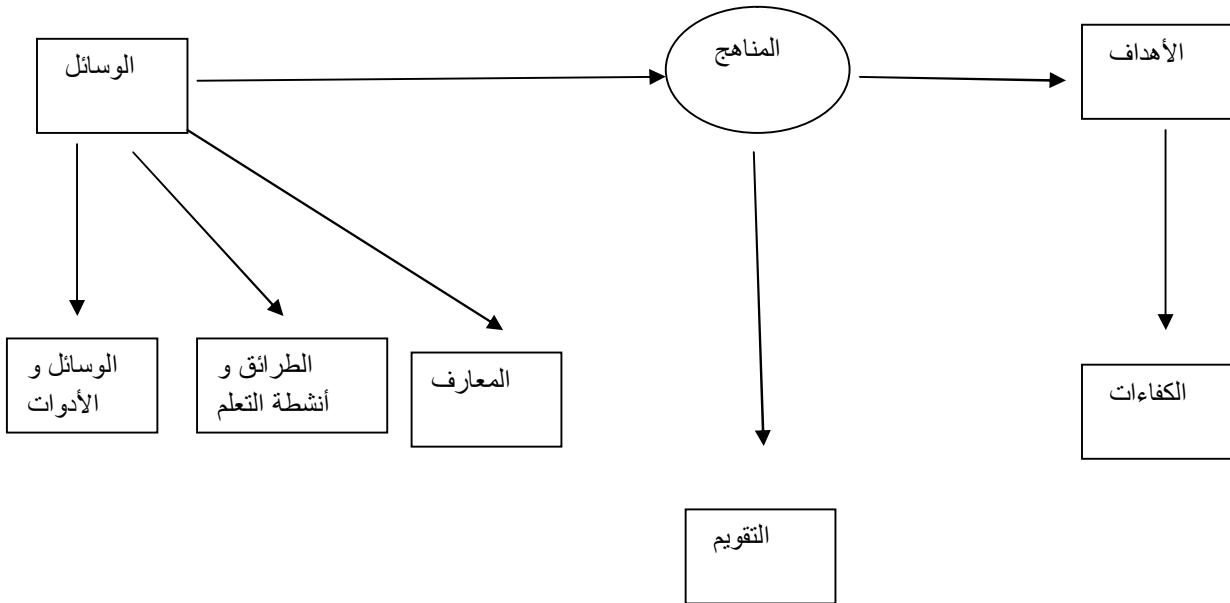 الأهداف
المناهج
الوسائل
الوسائل و
الأدوات
الطرائق و
أنشطة التعلم
المعارف
الكفاءات
التقويم